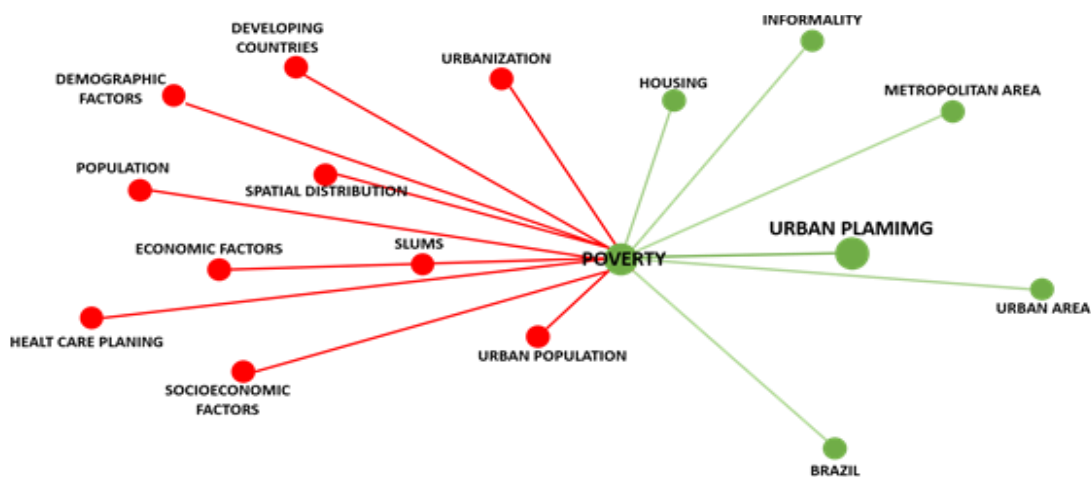 INFORMALITY
DEVELOPING
COUNTRIES
URBANIZATION
HOUSING
DEMOGRAPHIC
FACTORS
METROPOLITAN AREA
POPULATION
SPATIAL DISTRIBUTION
URBAN PLAMIMG
ECONOMIC FACTORS
SLUMS
POVERTY
URBAN AREA
HEALT CARE PLANING
URBAN POPULATION
SOCIOECONOMIC
FACTORS
BRAZIL